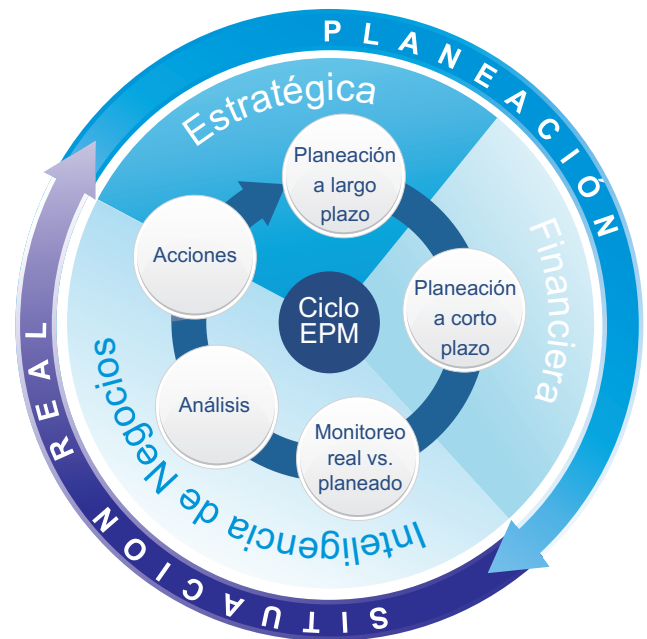 PLANEACIÓN
Estratégica
Planeación
a largo
plazo
Acciones
Financiera
Ciclo
EPM
Planeación
a corto
plazo
Análisis
Monitoreo
real vs.
planeado
Inteligencia de Negocios
SITUACION REAL